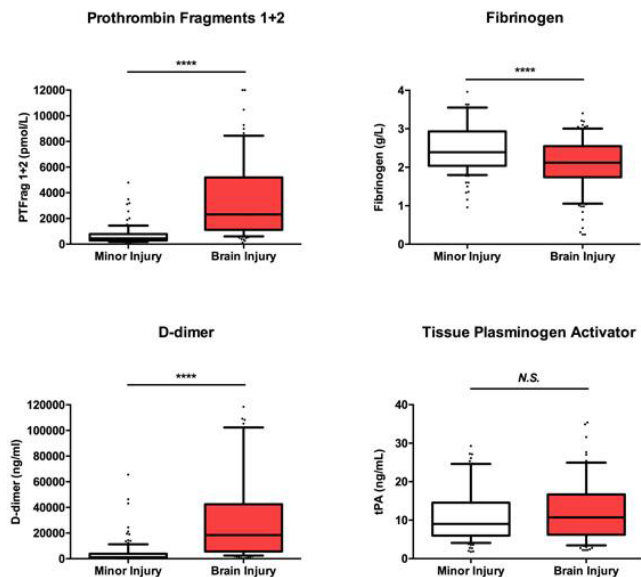 Prothrombin Fragments 1+2
****
PTFrag 1+2 (pmol/L)
12000
10000
8000
6000
4000
2000
0
Minor Injury Brain Injury
Fibrinogen
****
Fibrinogen (g/L)
4
3
2
1
0
Minor Injury Brain Injury
D-dimer
****
D-dimer (ng/ml)
120000
100000
80000
60000
40000
20000
0
Minor Injury Brain Injury
Tissue Plasminogen Activator
N.S.
tPA (ng/mL)
40
30
20
10
0
Minor Injury Brain Injury